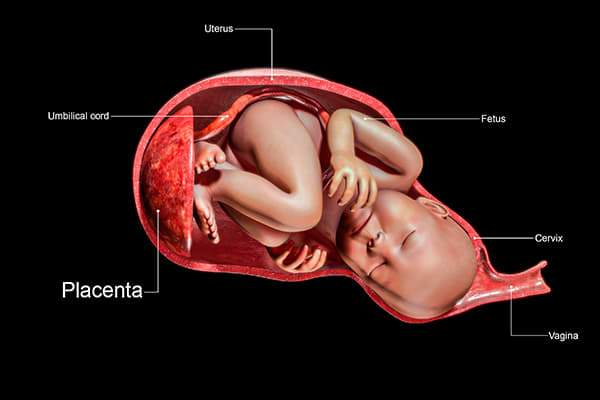 Uterus
Umbilical cord
Fetus
Cervix
Placenta
Vagina